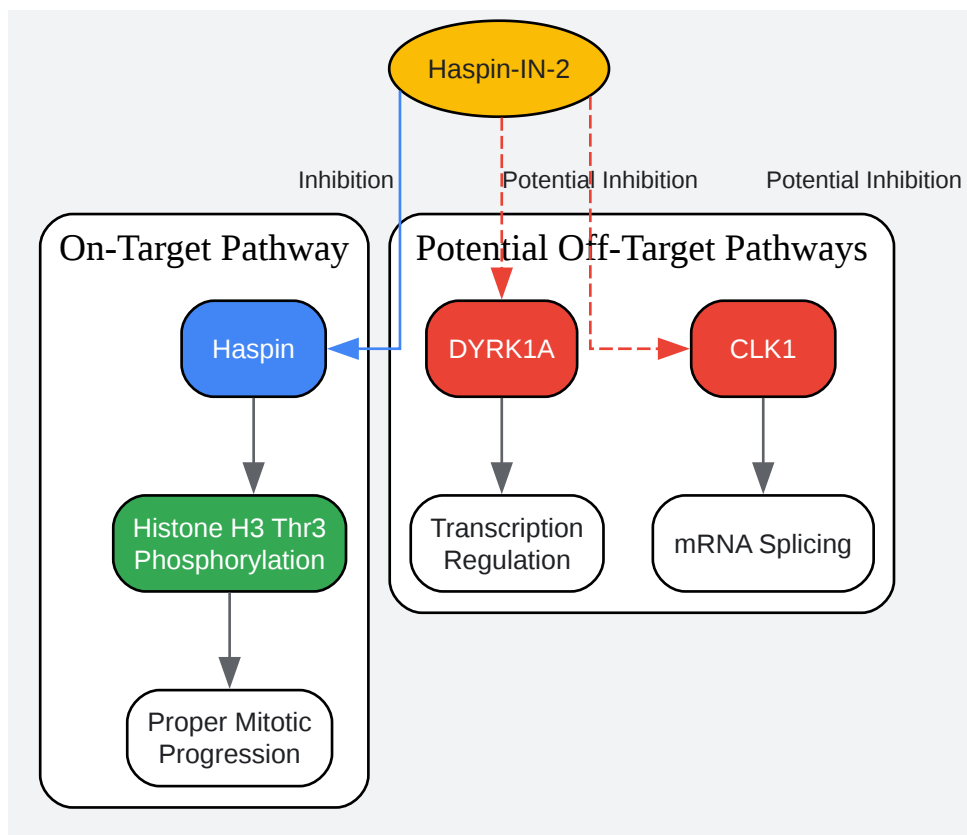 Haspin-IN-2
Inhibition
Potential Inhibition
Potential Inhibition
On-Target Pathway
Potential Off-Target Pathways
Haspin
DYRK1A
CLK1
Histone H3 Thr3
Phosphorylation
Transcription
Regulation
mRNA Splicing
Proper Mitotic
Progression